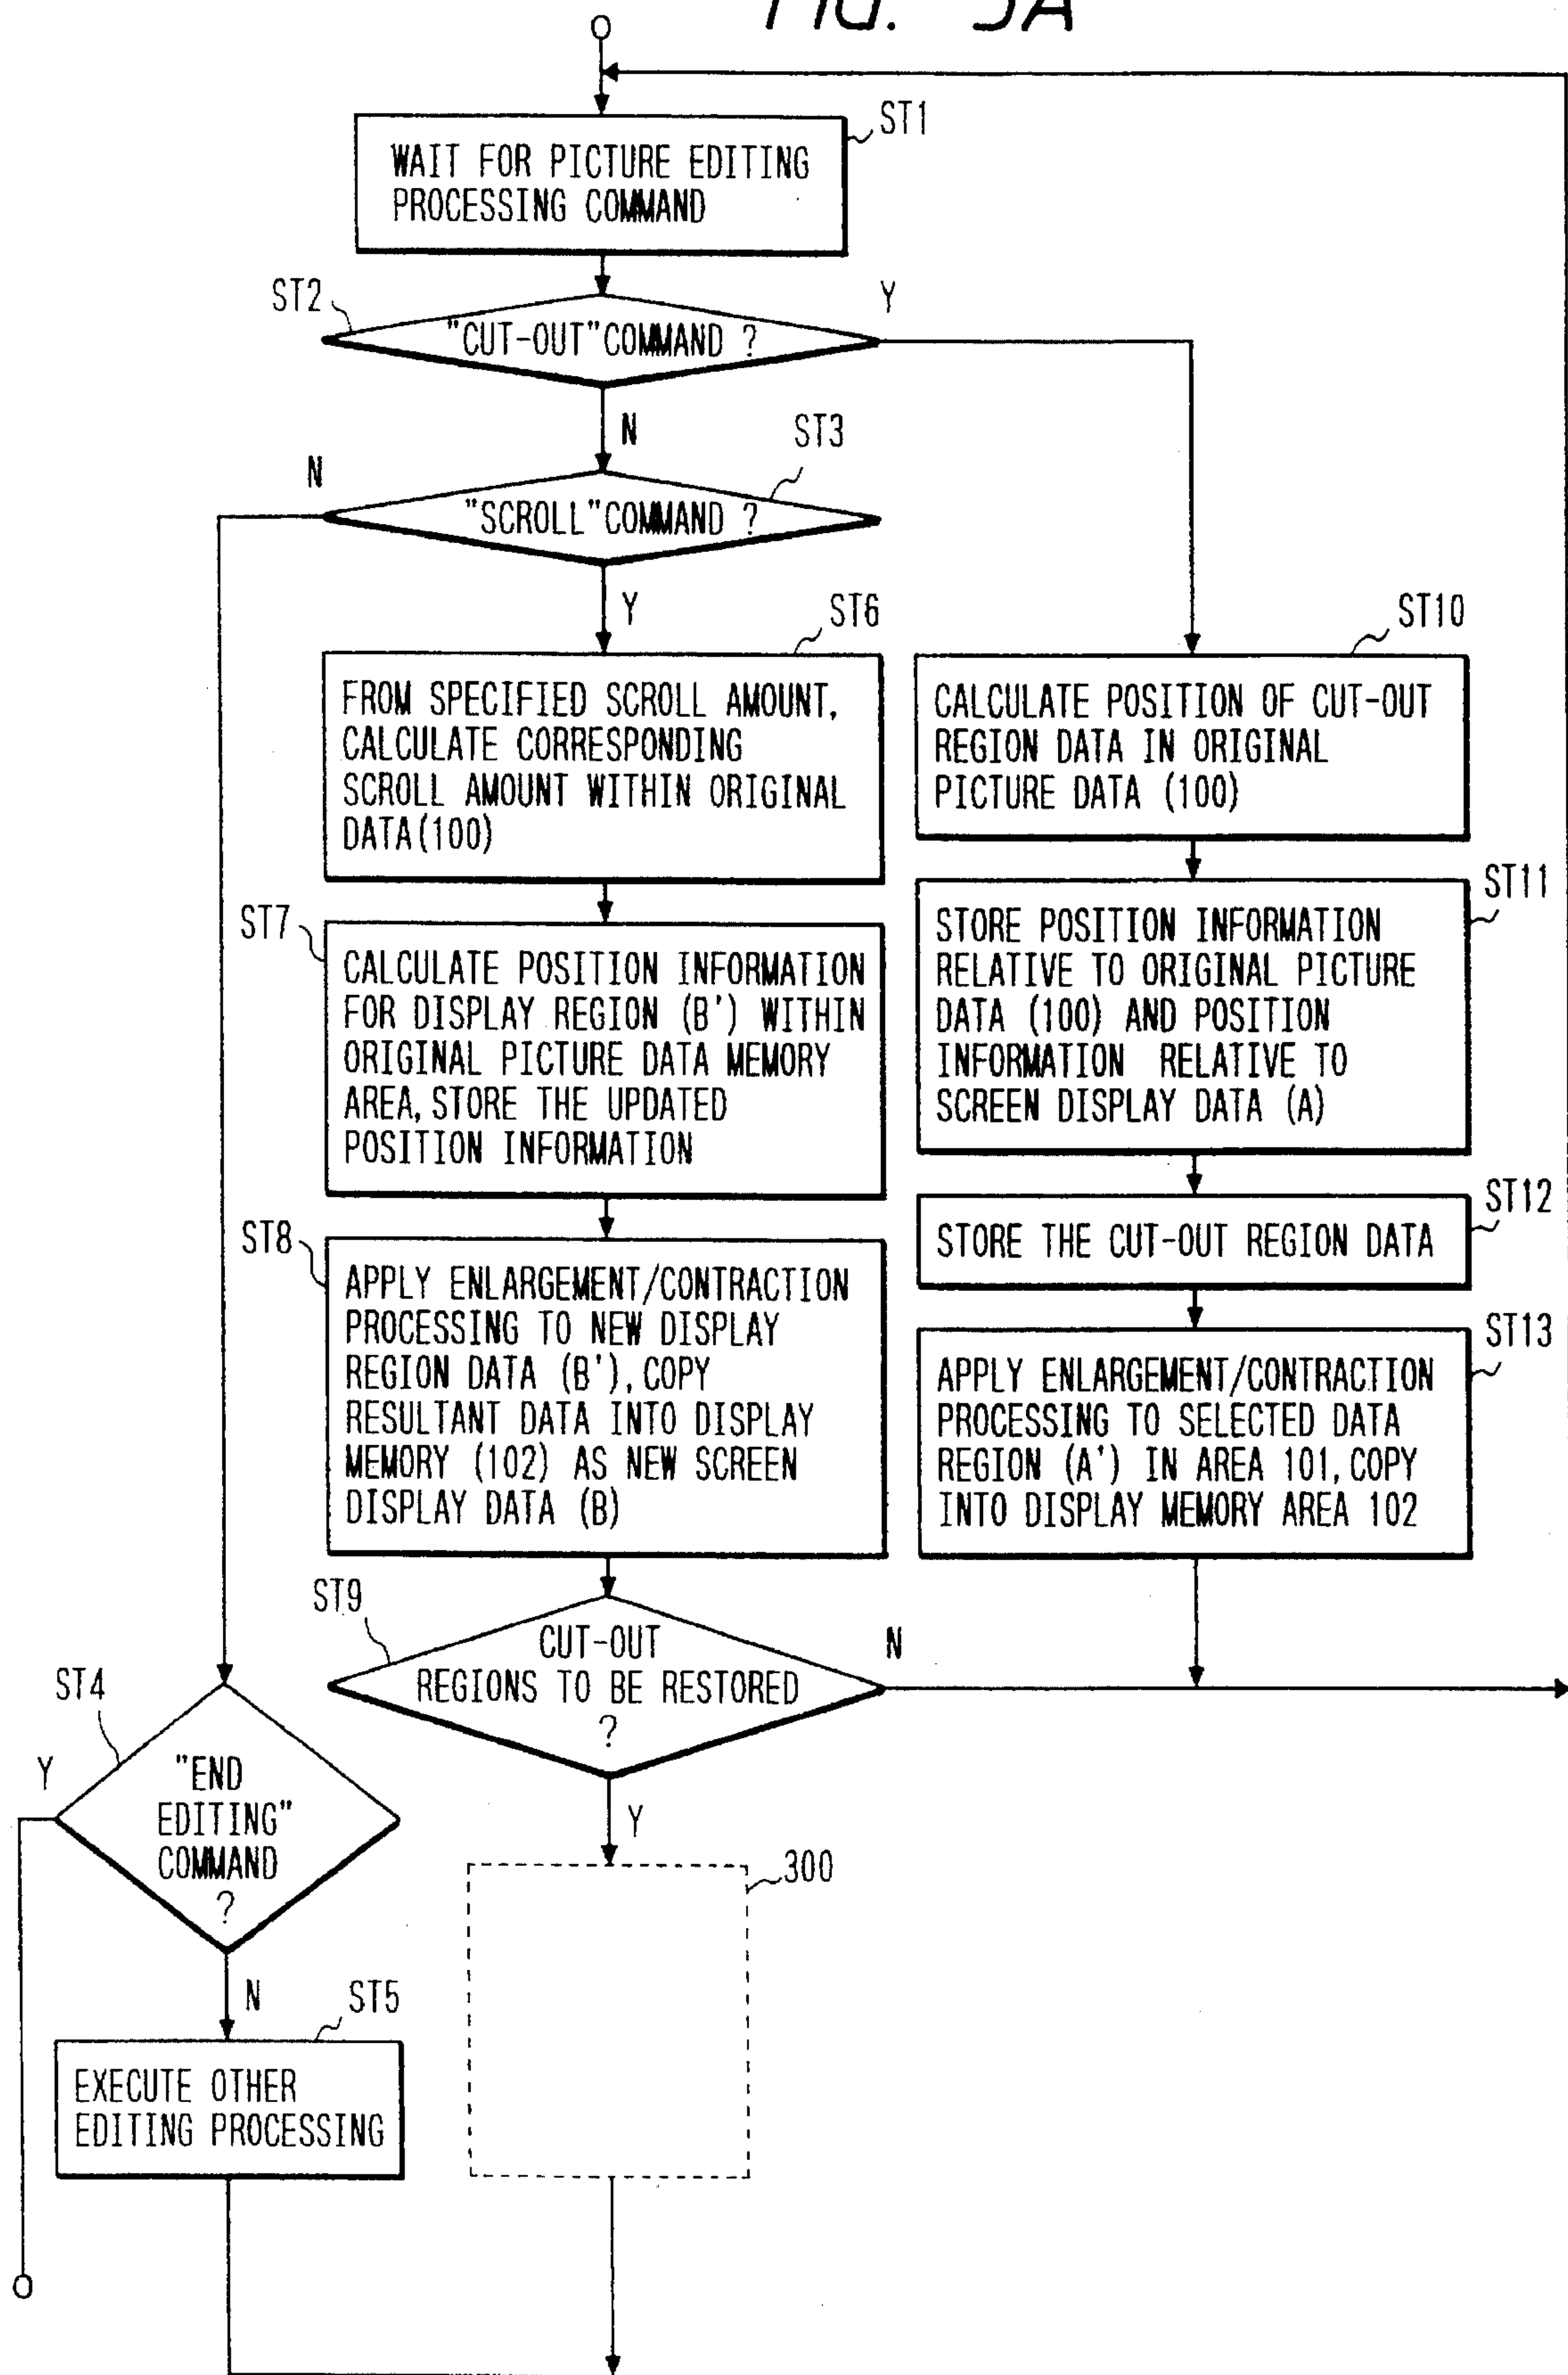 FIG. 5A
ST1
WAIT FOR PICTURE EDITING
PROCESSING COMMAND
ST2
"CUT-OUT"COMMAND ?
Y
N
ST3
N
"SCROLL"COMMAND ?
Y
ST6
FROM SPECIFIED SCROLL AMOUNT,
CALCULATE CORRESPONDING
SCROLL AMOUNT WITHIN ORIGINAL
DATA(100)
ST7
CALCULATE POSITION INFORMATION
FOR DISPLAY REGION (B') WITHIN
ORIGINAL PICTURE DATA MEMORY
AREA, STORE THE UPDATED
POSITION INFORMATION
ST8
APPLY ENLARGEMENT/CONTRACTION
PROCESSING TO NEW DISPLAY
REGION DATA (B'), COPY
RESULTANT DATA INTO DISPLAY
MEMORY (102) AS NEW SCREEN
DISPLAY DATA (B)
ST9
CUT-OUT
REGIONS TO BE RESTORED
?
N
Y
300
ST10
CALCULATE POSITION OF CUT-OUT
REGION DATA IN ORIGINAL
PICTURE DATA (100)
ST11
STORE POSITION INFORMATION
RELATIVE TO ORIGINAL PICTURE
DATA (100) AND POSITION
INFORMATION RELATIVE TO
SCREEN DISPLAY DATA (A)
ST12
STORE THE CUT-OUT REGION DATA
ST13
APPLY ENLARGEMENT/CONTRACTION
PROCESSING TO SELECTED DATA
REGION (A') IN AREA 101, COPY
INTO DISPLAY MEMORY AREA 102
ST4
Y
"END
EDITING"
COMMAND
?
N
ST5
EXECUTE OTHER
EDITING PROCESSING